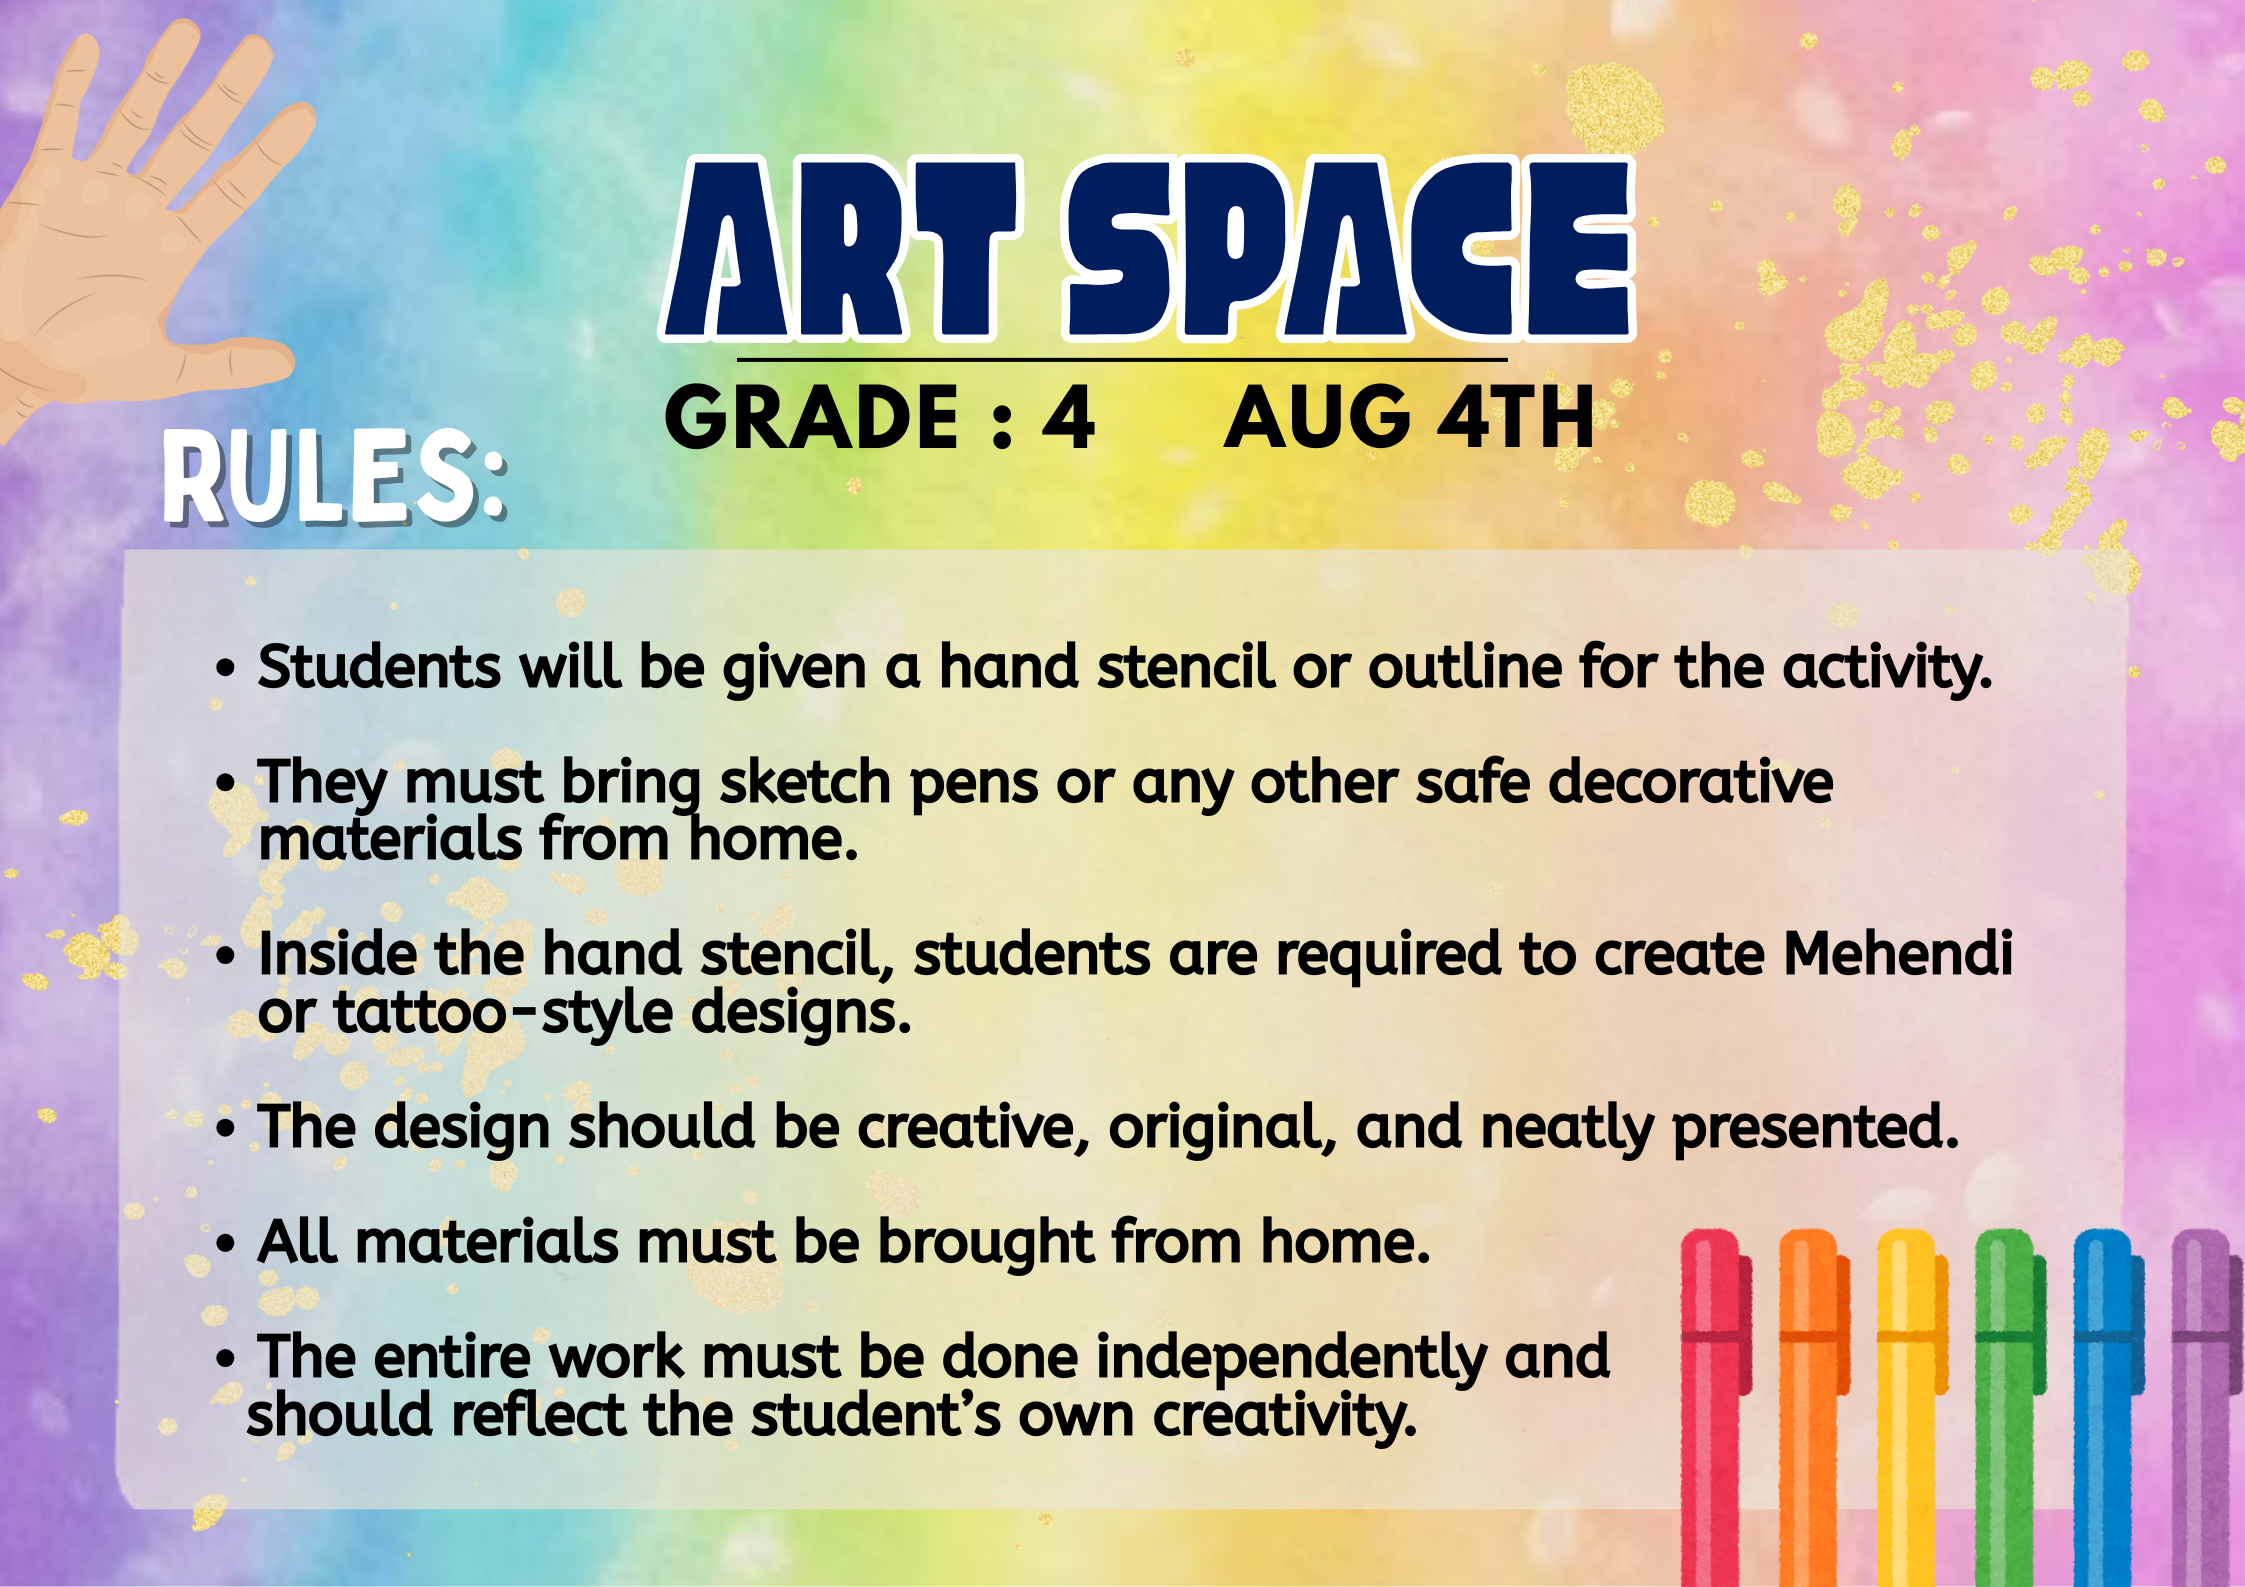 ART SPACE
GRADE : 4 AUG 4TH
RULES:
• Students will be given a hand stencil or outline for the activity.
• They must bring sketch pens or any other safe decorative
materials from home.
• Inside the hand stencil, students are required to create Mehendi
or tattoo-style designs.
• The design should be creative, original, and neatly presented.
• All materials must be brought from home.
• The entire work must be done independently and
should reflect the student’s own creativity.